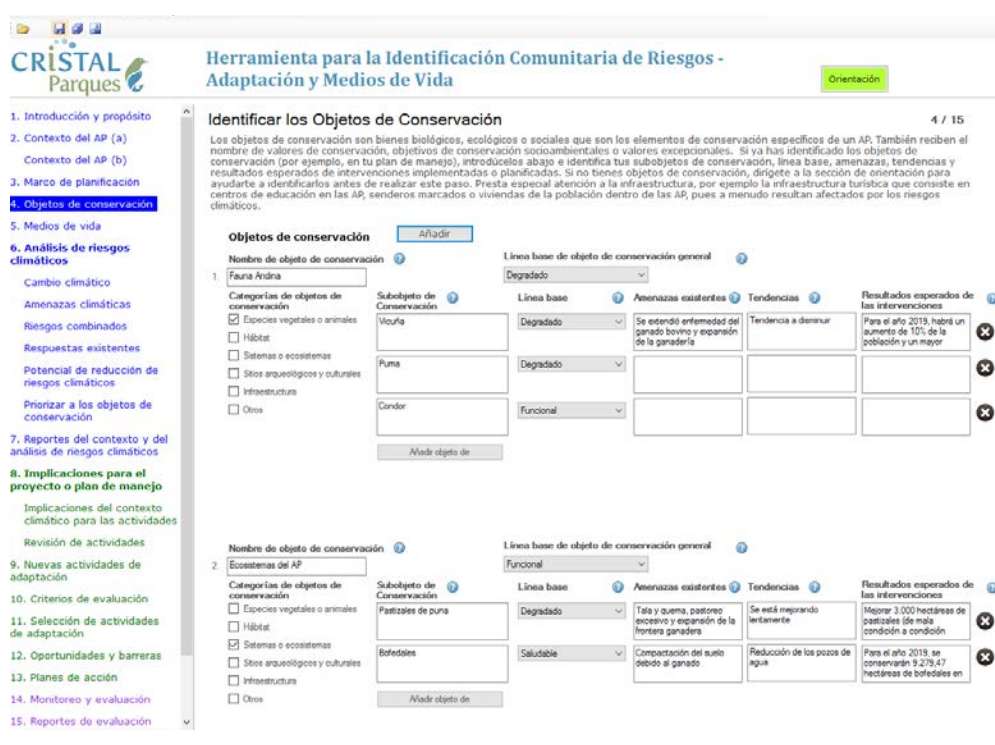 CRiSTAL
Parques
Herramienta para la Identificación Comunitaria de Riesgos -
Adaptación y Medios de Vida
Orientación
1. Introducción y propósito
2. Contexto del AP (a)
Contexto del AP (b)
3. Marco de planificación
4. Objetos de conservación
5. Medios de vida
6. Análisis de riesgos
climáticos
Cambio climático
Amenazas climáticas
Riesgos combinados
Respuestas existentes
Potencial de reducción de
riesgos climáticos
Priorizar a los objetos de
conservación
7. Reportes del contexto y del
análisis de riesgos climáticos
8. Implicaciones para el
proyecto o plan de manejo
Implicaciones del contexto
climático para las actividades
Revisión de actividades
9. Nuevas actividades de
adaptación
10. Criterios de evaluación
11. Selección de actividades
de adaptación
12. Oportunidades y barreras
13. Planes de acción
14. Monitoreo y evaluación
15. Reportes de evaluación
Identificar los Objetos de Conservación
4 / 15
Los objetos de conservación son bienes biológicos, ecológicos o sociales que son los elementos de conservación específicos de un AP. También reciben el
nombre de valores de conservación, objetivos de conservación socioambientales o valores excepcionales. Si ya has identificado los objetos de
conservación (por ejemplo, en tu plan de manejo), introdúcelos abajo e identifica tus subobjetos de conservación, línea base, amenazas, tendencias y
resultados esperados de intervenciones implementadas o planificadas. Si no tienes objetos de conservación, dirígete a la sección de orientación para
ayudarte a identificarlos antes de realizar este paso. Presta especial atención a la infraestructura, por ejemplo la infraestructura turística que consiste en
centros de educación en las AP, senderos marcados o viviendas de la población dentro de las AP, pues a menudo resultan afectados por los riesgos
climáticos.
Objetos de conservación
Añadir
Nombre de objeto de conservación
Línea base de objeto de conservación general
1. Fauna Andina
Degradado
Categorías de objetos de
conservación
Subobjeto de
Conservación
Línea base
Amenazas existentes
Tendencias
Resultados esperados de
las intervenciones
Especies vegetales o animales
Hábitat
Sistemas o ecosistemas
Sitios arqueológicos y culturales
Infraestructura
Otros
Vicuña
Degradado
Se extendió enfermedad del
ganado bovino y expansión
de la ganadería
Tendencia a disminuir
Para el año 2019, habrá un
aumento de 10% de la
población y un mayor
Puma
Degradado
Condor
Funcional
Añadir objeto de
Nombre de objeto de conservación
Línea base de objeto de conservación general
2. Ecosistemas del AP
Funcional
Categorías de objetos de
conservación
Subobjeto de
Conservación
Línea base
Amenazas existentes
Tendencias
Resultados esperados de
las intervenciones
Especies vegetales o animales
Hábitat
Sistemas o ecosistemas
Sitios arqueológicos y culturales
Infraestructura
Otros
Pastizales de puna
Degradado
Tala y quema, pastoreo
excesivo y expansión de la
frontera ganadera
Se está mejorando
lentamente
Mejorar 3.000 hectáreas de
pastizales (de mala
condición a condición
Bofedales
Saludable
Compactación del suelo
debido al ganado
Reducción de los pozos de
agua
Para el año 2019, se
conservarán 9.279,47
hectáreas de bofedales en
Añadir objeto de